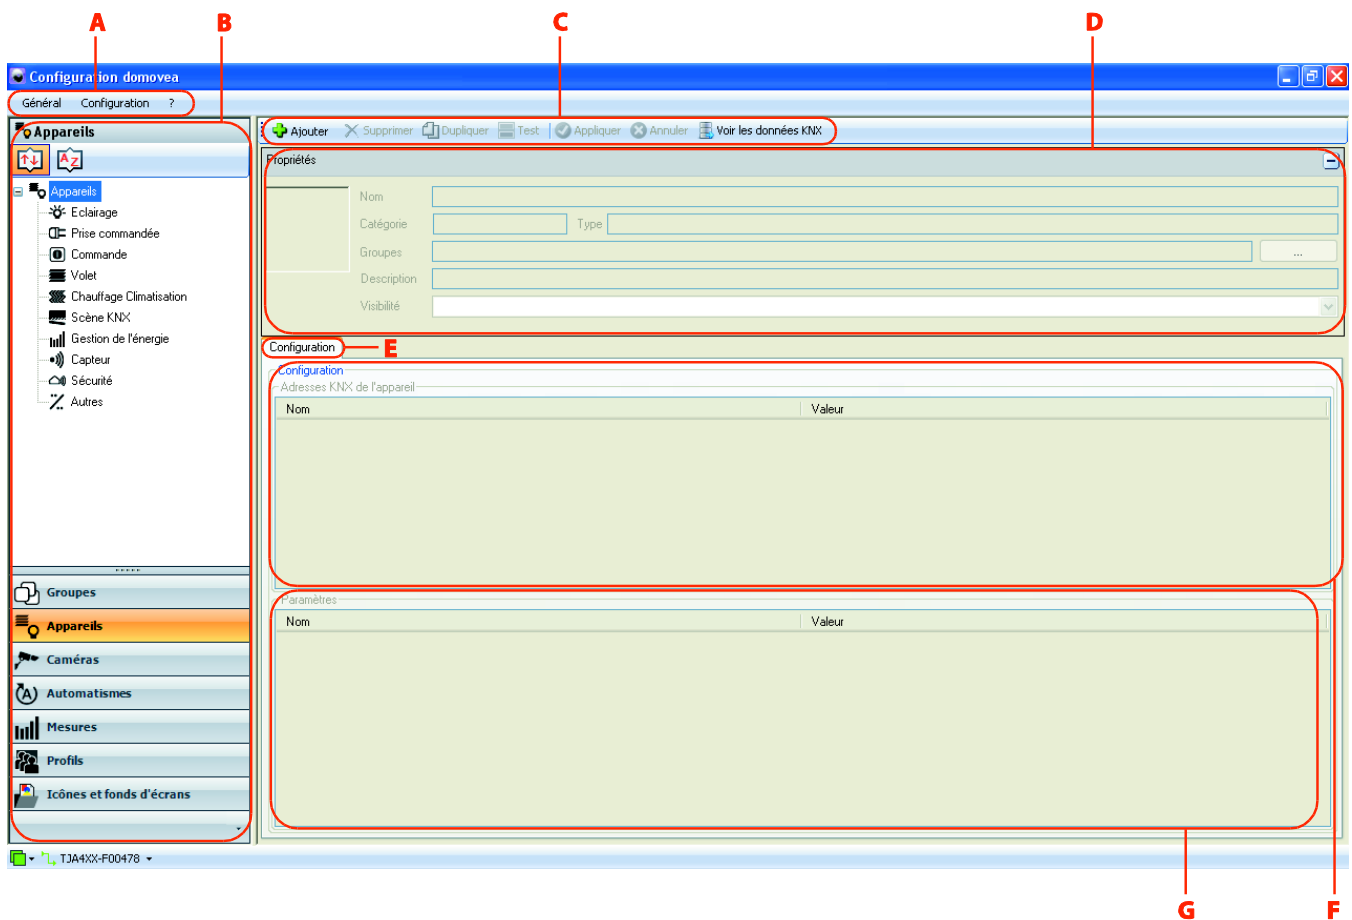 A B C D
Configuration domovea
Général Configuration ?
Appareils
Ajouter Supprimer Dupliquer Test Appliquer Annuler Voir les données KNX
A Z
Propriétés
Appareils
Eclairage
Prise commandée
Commande
Volet
Chauffage Climatisation
Scène KNX
Gestion de l'énergie
Capteur
Sécurité
Autres
Nom
Catégorie Type
Groupes ...
Description
Visibilité
Configuration E
Configuration
Adresses KNX de l'appareil
Nom Valeur
Paramètres
Nom Valeur
Groupes
Appareils
Caméras
A Automatismes
Mesures
Profils
Icônes et fonds d'écrans
TJA4XX-F00478
G F